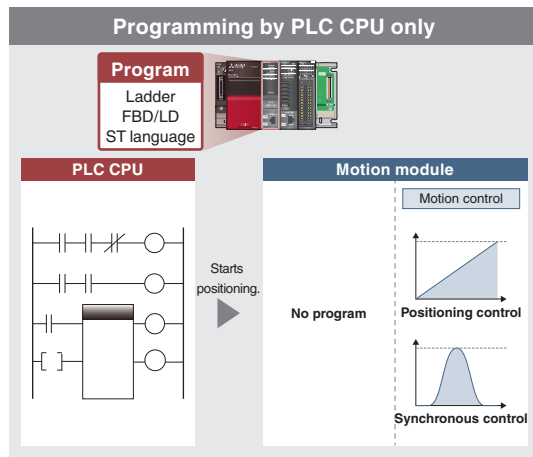 Programming by PLC CPU only
Program
Ladder
FBD/LD
ST language
PLC CPU
Starts
positioning.
Motion module
No program
Motion control
Positioning control
Synchronous control